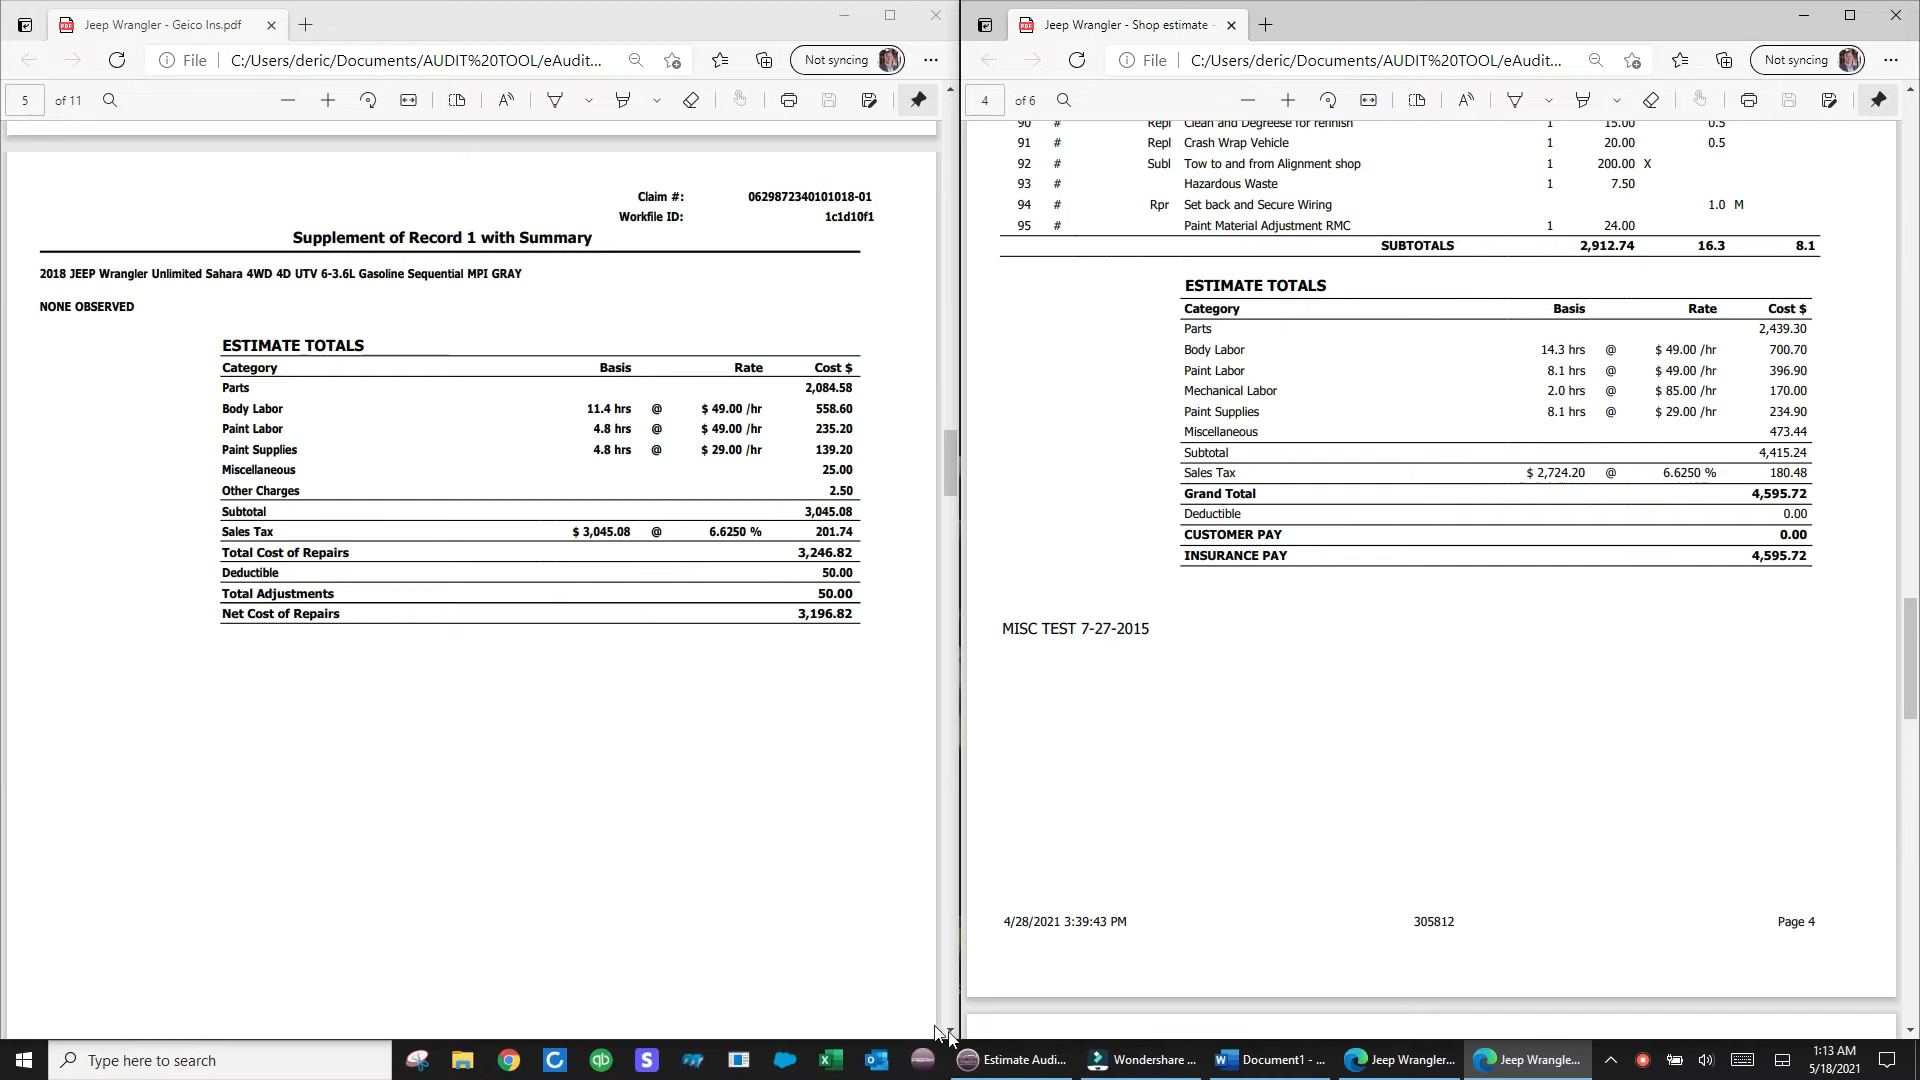 Jeep Wrangler - Geico Ins.pdf
File C:/Users/deric/Documents/AUDIT%20TOOL/eAudit... Not syncing
5 of 11
Claim #: 0629872340101018-01
Workfile ID: 1c1d10f1
Supplement of Record 1 with Summary
2018 JEEP Wrangler Unlimited Sahara 4WD 4D UTV 6-3.6L Gasoline Sequential MPI GRAY
NONE OBSERVED
ESTIMATE TOTALS
Category Basis Rate Cost $
Parts 2,084.58
Body Labor 11.4 hrs @ $ 49.00 /hr 558.60
Paint Labor 4.8 hrs @ $ 49.00 /hr 235.20
Paint Supplies 4.8 hrs @ $ 29.00 /hr 139.20
Miscellaneous 25.00
Other Charges 2.50
Subtotal 3,045.08
Sales Tax $ 3,045.08 @ 6.6250 % 201.74
Total Cost of Repairs 3,246.82
Deductible 50.00
Total Adjustments 50.00
Net Cost of Repairs 3,196.82
Jeep Wrangler - Shop estimate -
File C:/Users/deric/Documents/AUDIT%20TOOL/eAudit... Not syncing
4 of 6
90 # Repl Clean and Degreese for refinish 1 15.00 0.5
91 # Repl Crash Wrap Vehicle 1 20.00 0.5
92 # Subl Tow to and from Alignment shop 1 200.00 X
93 # Hazardous Waste 1 7.50
94 # Rpr Set back and Secure Wiring 1.0 M
95 # Paint Material Adjustment RMC 1 24.00
SUBTOTALS 2,912.74 16.3 8.1
ESTIMATE TOTALS
Category Basis Rate Cost $
Parts 2,439.30
Body Labor 14.3 hrs @ $ 49.00 /hr 700.70
Paint Labor 8.1 hrs @ $ 49.00 /hr 396.90
Mechanical Labor 2.0 hrs @ $ 85.00 /hr 170.00
Paint Supplies 8.1 hrs @ $ 29.00 /hr 234.90
Miscellaneous 473.44
Subtotal 4,415.24
Sales Tax $ 2,724.20 @ 6.6250 % 180.48
Grand Total 4,595.72
Deductible 0.00
CUSTOMER PAY 0.00
INSURANCE PAY 4,595.72
MISC TEST 7-27-2015
4/28/2021 3:39:43 PM 305812 Page 4
Type here to search Estimate Audi... Wondershare ... Document1 - ... Jeep Wrangler... Jeep Wrangle... 1:13 AM
5/18/2021